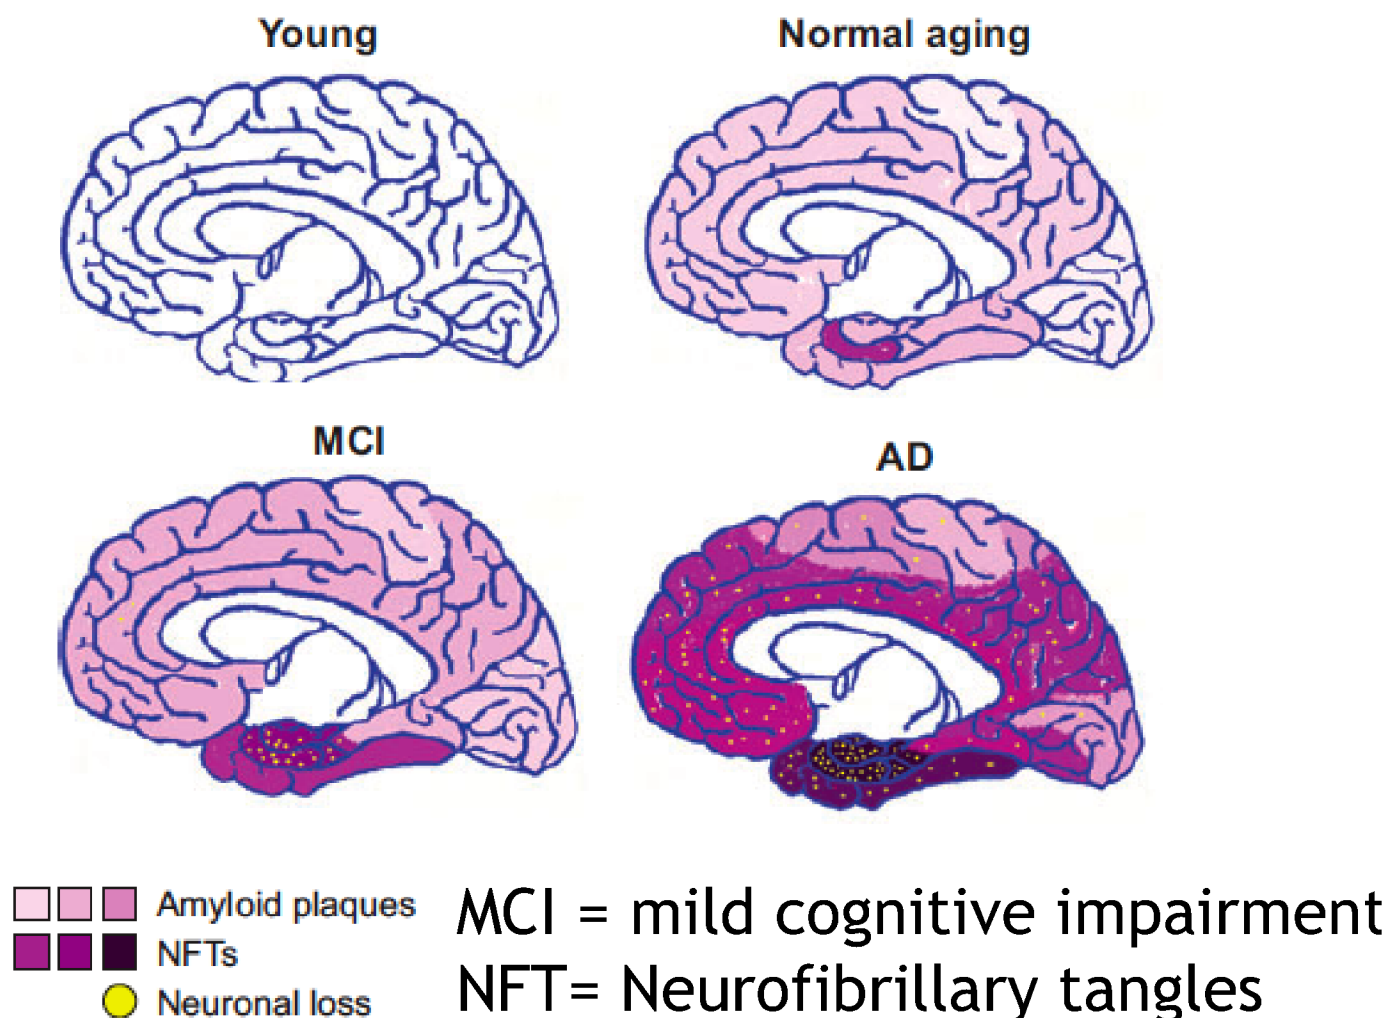 Young
Normal aging
MCI
AD
Amyloid plaques
NFTs
Neuronal loss
MCI = mild cognitive impairment
NFT= Neurofibrillary tangles